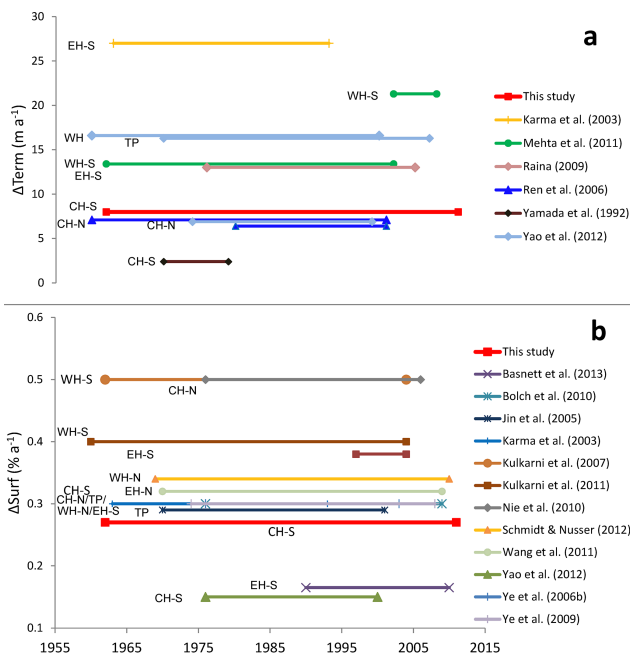 a
ΔTerm (m a⁻¹)
30
25
20
15
10
5
0
EH-S
WH-S
WH
TP
WH-S
EH-S
CH-S
CH-N
CH-N
CH-S
This study
Karma et al. (2003)
Mehta et al. (2011)
Raina (2009)
Ren et al. (2006)
Yamada et al. (1992)
Yao et al. (2012)
b
ΔSurf (% a⁻¹)
0.6
0.5
0.4
0.3
0.2
0.1
WH-S
CH-N
WH-S
EH-S
WH-N
CH-S
EH-N
CH-N/TP/
WH-N/EH-S
TP
CH-S
EH-S
CH-S
This study
Basnett et al. (2013)
Bolch et al. (2010)
Jin et al. (2005)
Karma et al. (2003)
Kulkarni et al. (2007)
Kulkarni et al. (2011)
Nie et al. (2010)
Schmidt & Nusser (2012)
Wang et al. (2011)
Yao et al. (2012)
Ye et al. (2006b)
Ye et al. (2009)
1955 1965 1975 1985 1995 2005 2015